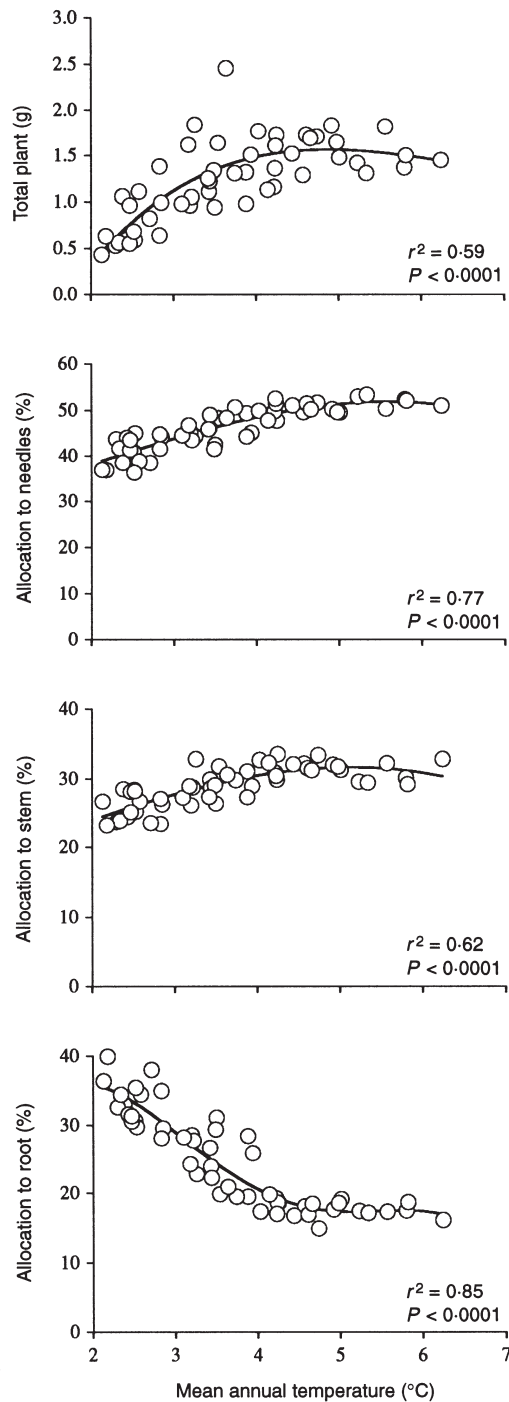 3.0
2.5
2.0
1.5
1.0
0.5
0.0
Total plant (g)
r² = 0·59
P < 0·0001
60
50
40
30
20
10
0
Allocation to needles (%)
r² = 0·77
P < 0·0001
40
30
20
10
0
Allocation to stem (%)
r² = 0·62
P < 0·0001
40
30
20
10
0
Allocation to root (%)
r² = 0·85
P < 0·0001
2 3 4 5 6 7
Mean annual temperature (°C)